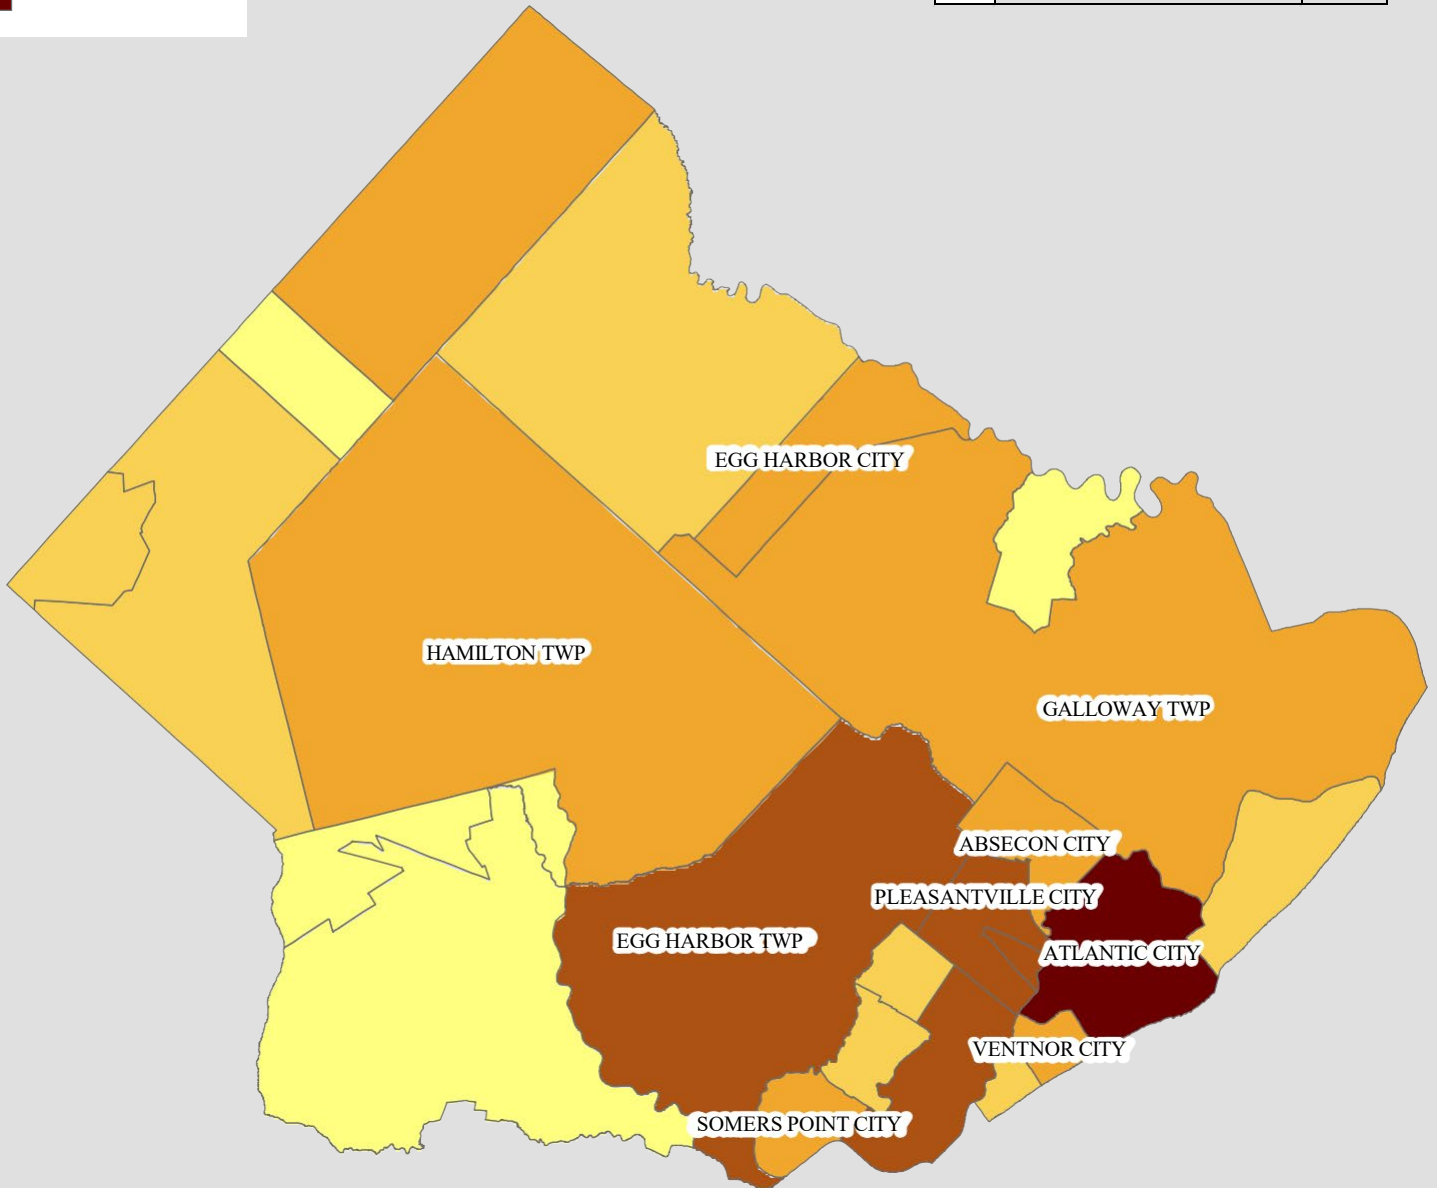 EGG HARBOR CITY
HAMILTON TWP
GALLOWAY TWP
ABSECON CITY
PLEASANTVILLE CITY
EGG HARBOR TWP
ATLANTIC CITY
VENTNOR CITY
SOMERS POINT CITY